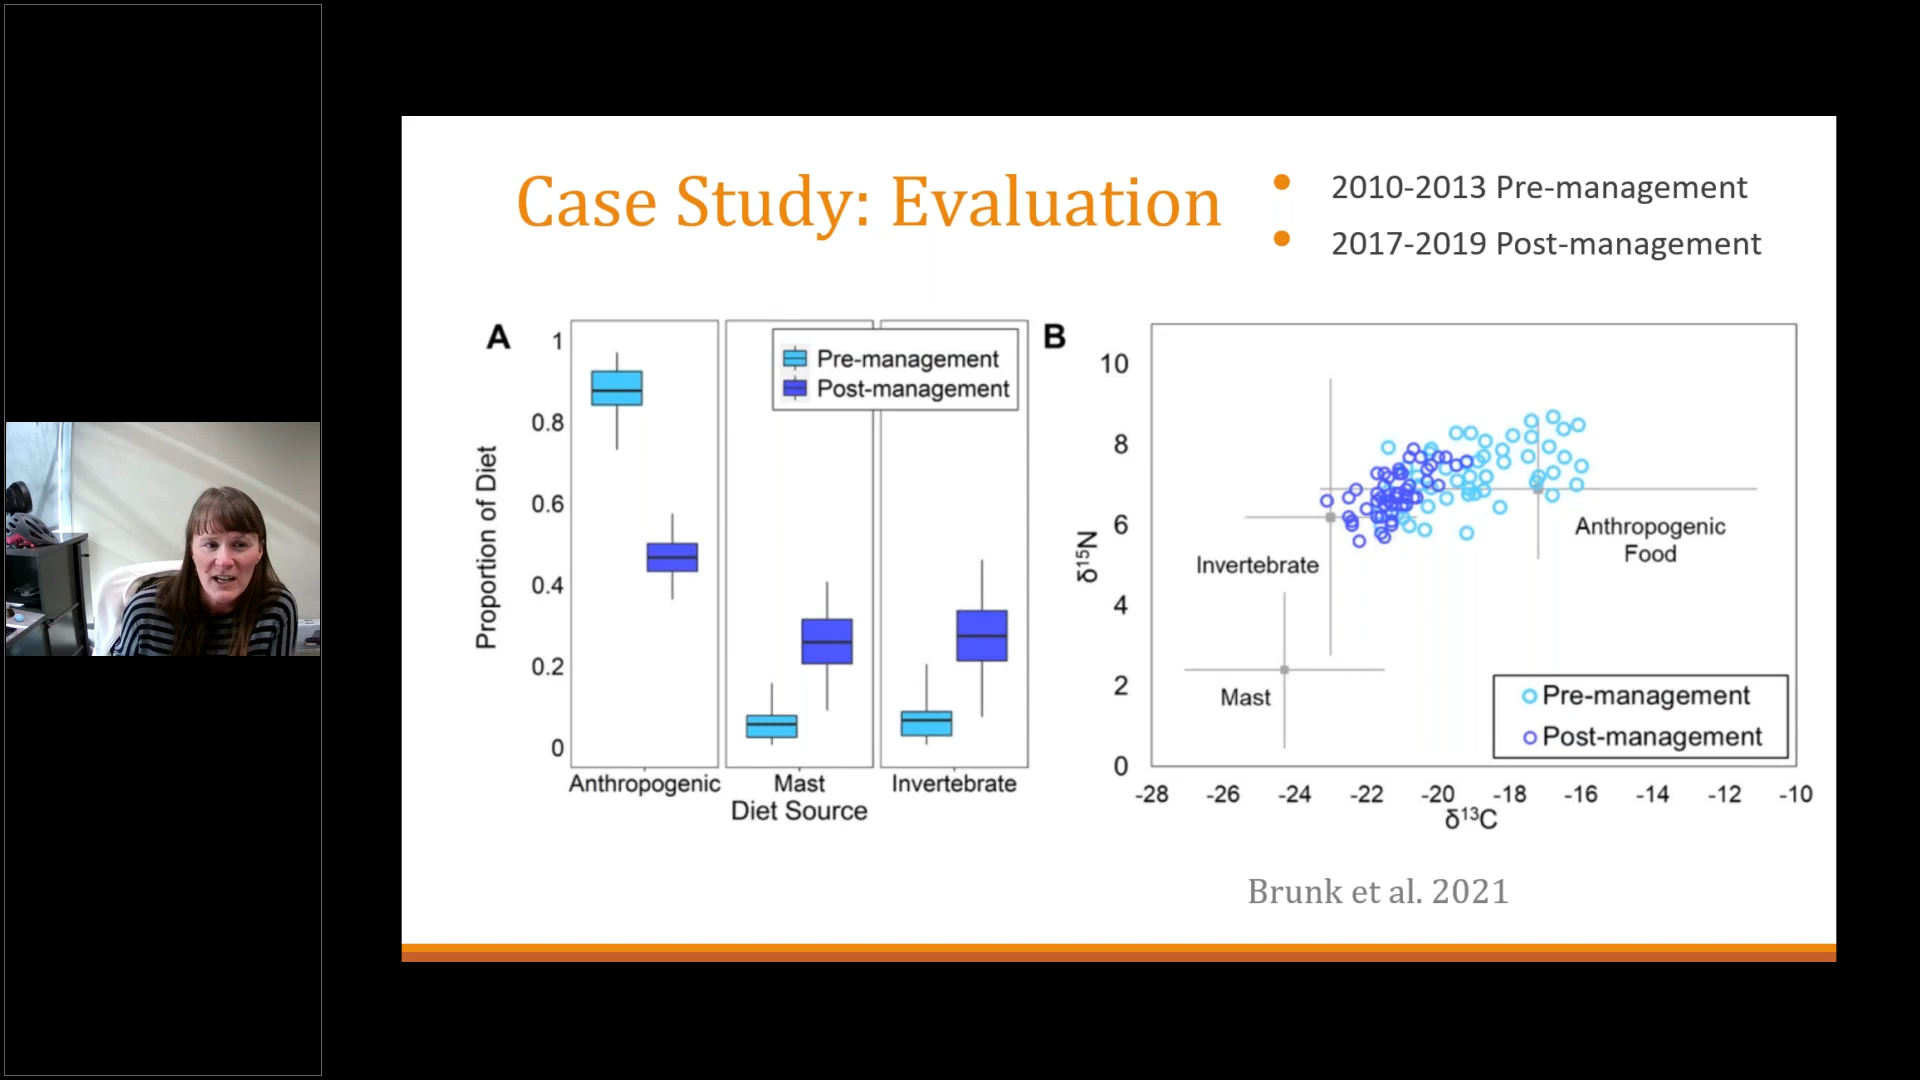 Case Study: Evaluation
2010-2013 Pre-management
2017-2019 Post-management
A
1
0.8
0.6
0.4
0.2
0
Proportion of Diet
Pre-management
Post-management
Anthropogenic
Mast
Invertebrate
Diet Source
B
10
8
6
4
2
0
δ¹⁵N
Invertebrate
Anthropogenic
Food
Mast
Pre-management
Post-management
-28 -26 -24 -22 -20 -18 -16 -14 -12 -10
δ¹³C
Brunk et al. 2021